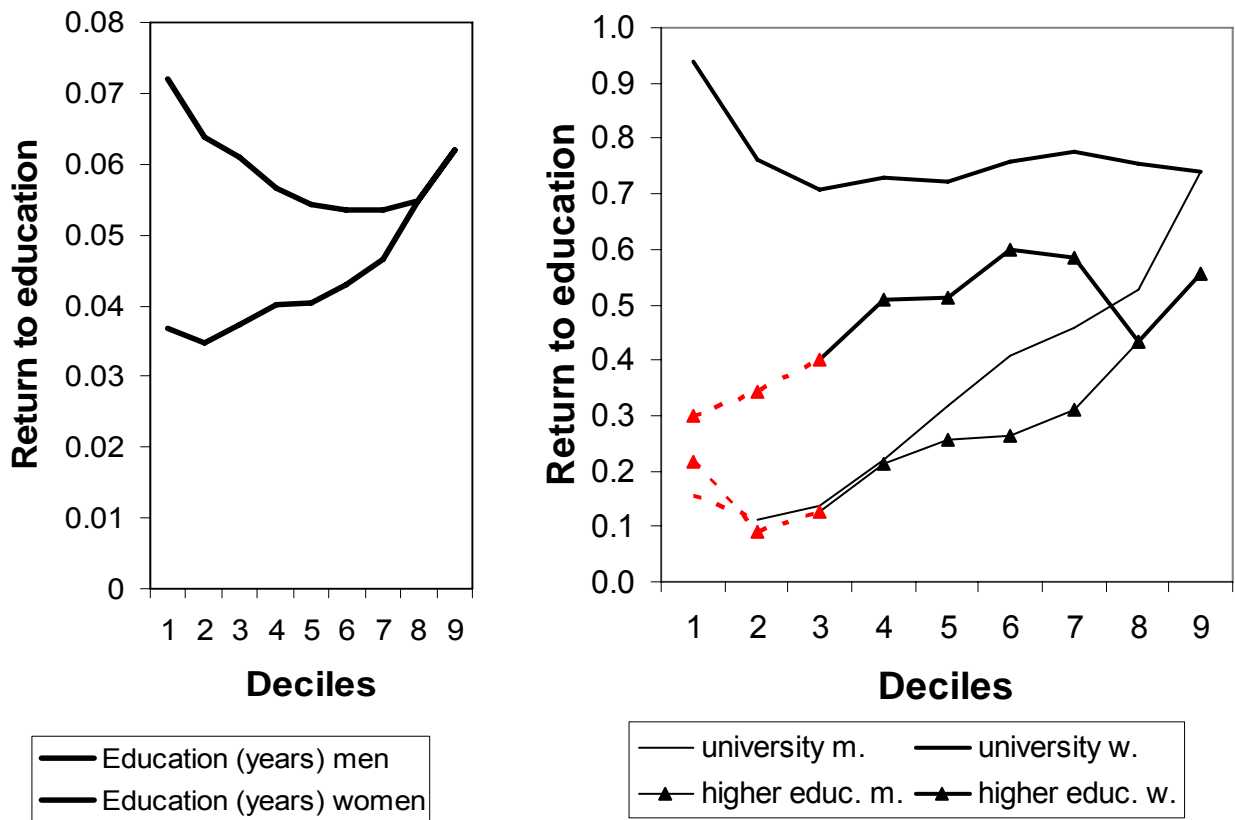 0.08
0.07
0.06
0.05
0.04
0.03
0.02
0.01
0
Return to education
1 2 3 4 5 6 7 8 9
Deciles
Education (years) men
Education (years) women
1.0
0.9
0.8
0.7
0.6
0.5
0.4
0.3
0.2
0.1
0.0
Return to education
1 2 3 4 5 6 7 8 9
Deciles
university m. university w.
higher educ. m. higher educ. w.